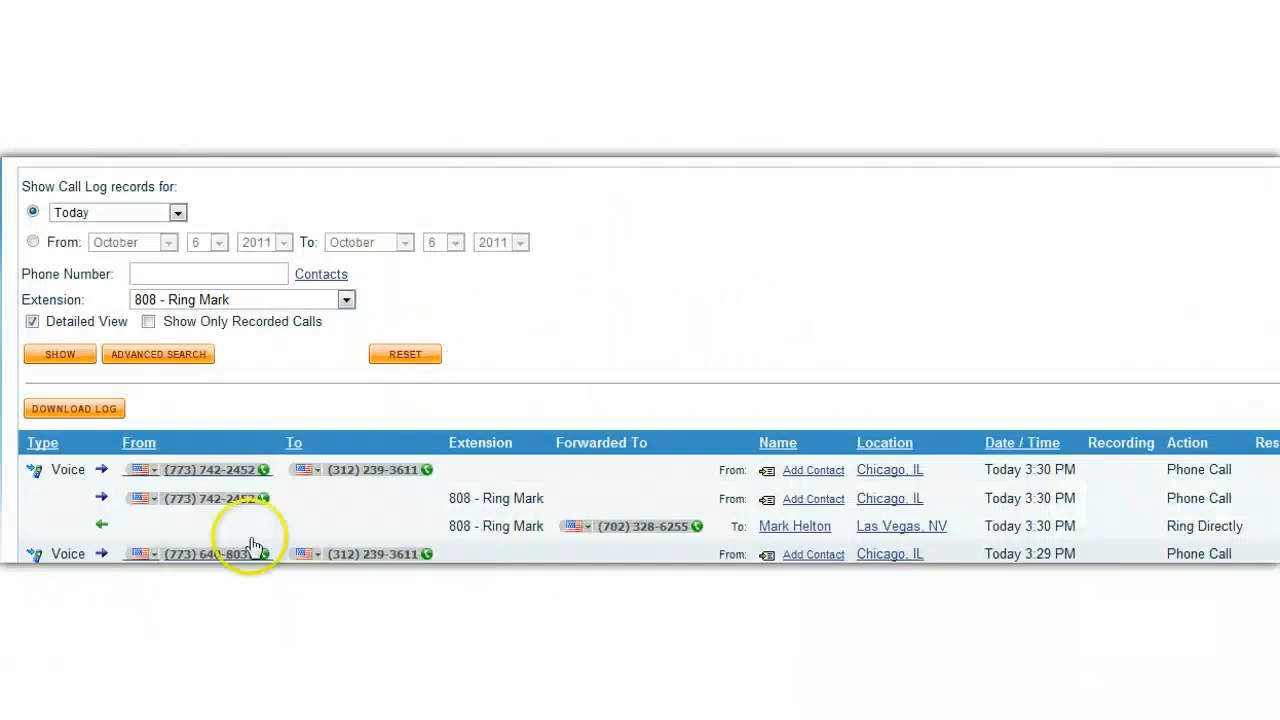 Show Call Log records for:
Today
From: October 6 2011 To: October 6 2011
Phone Number: Contacts
Extension: 808 - Ring Mark
Detailed View Show Only Recorded Calls
SHOW ADVANCED SEARCH RESET
DOWNLOAD LOG
Type From To Extension Forwarded To Name Location Date / Time Recording Action
Voice (773) 742-2452 (312) 239-3611 From: Add Contact Chicago, IL Today 3:30 PM Phone Call
(773) 742-2452 808 - Ring Mark From: Add Contact Chicago, IL Today 3:30 PM Phone Call
808 - Ring Mark (702) 328-6255 To: Mark Helton Las Vegas, NV Today 3:30 PM Ring Directly
Voice (773) (312) 239-3611 From: Add Contact Chicago, IL Today 3:29 PM Phone Call